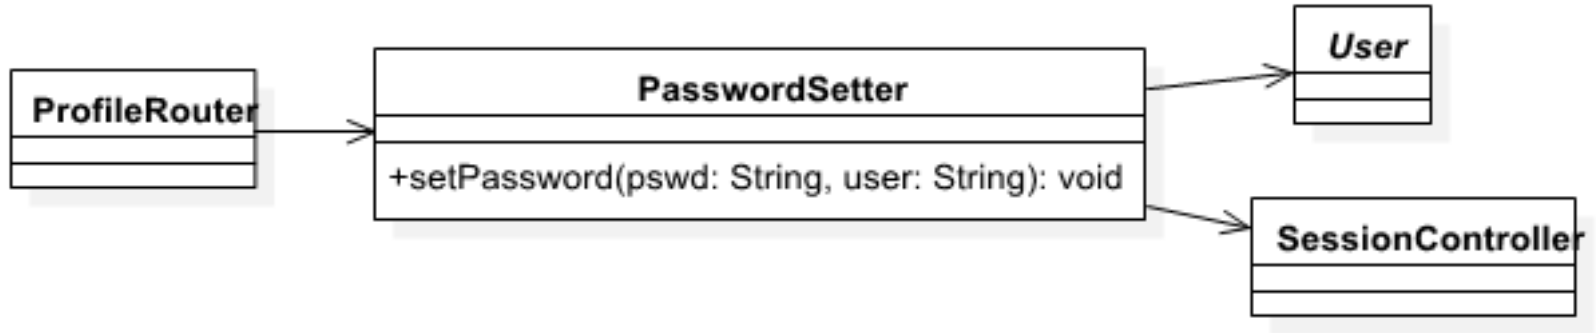 ProfileRouter
PasswordSetter
+setPassword(pswd: String, user: String): void
User
SessionController